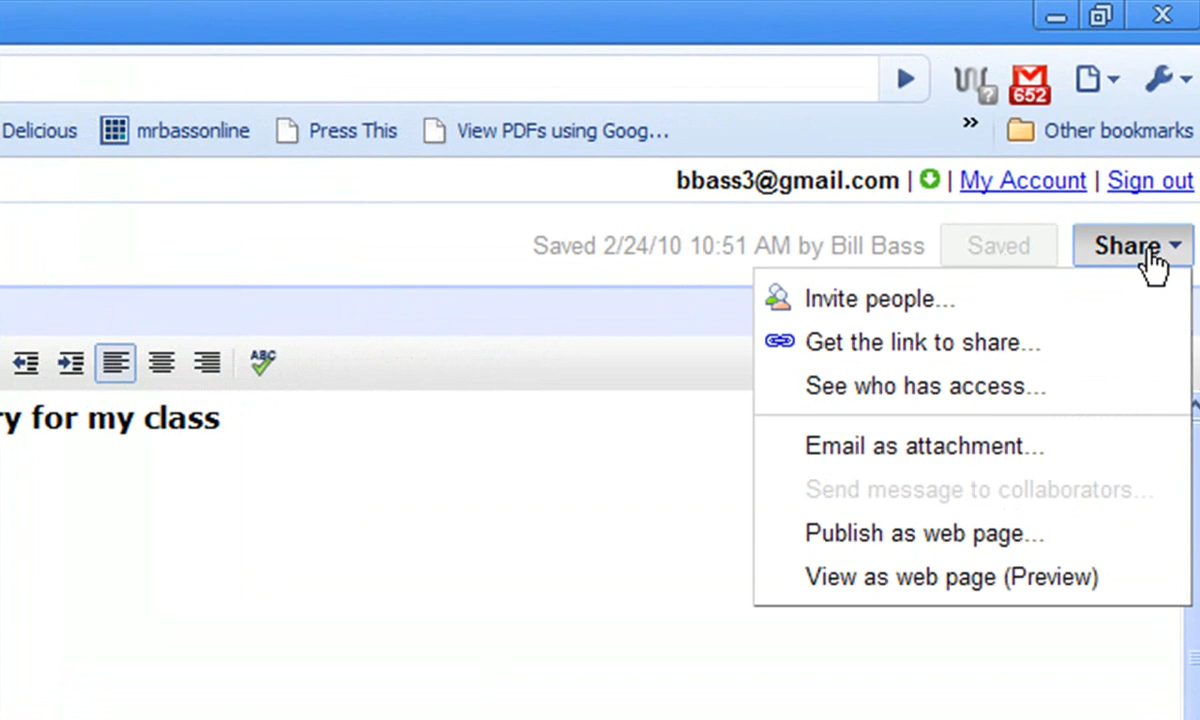 652
Delicious mrbassonline Press This View PDFs using Goog... » Other bookmarks
bbass3@gmail.com | | My Account | Sign out
Saved 2/24/10 10:51 AM by Bill Bass Saved Share
Invite people...
Get the link to share...
See who has access...
ABC
ry for my class
Email as attachment...
Send message to collaborators...
Publish as web page...
View as web page (Preview)